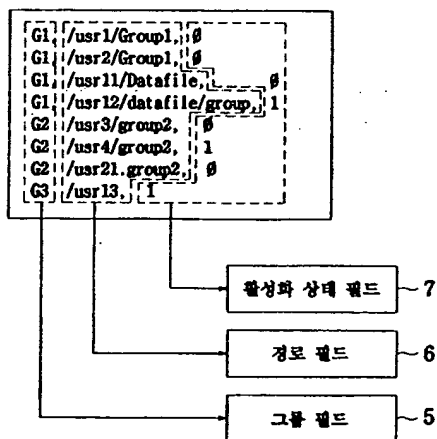 G1, /usr1/Group1, Ø
G1, /usr2/Group1, Ø
G1, /usr11/Datafile, Ø
G1, /usr12/datafile/group, 1
G2, /usr3/group2, Ø
G2, /usr4/group2, 1
G2, /usr21.group2, Ø
G3, /usr13, 1
활성화 상태 필드 7
경로 필드 6
그룹 필드 5